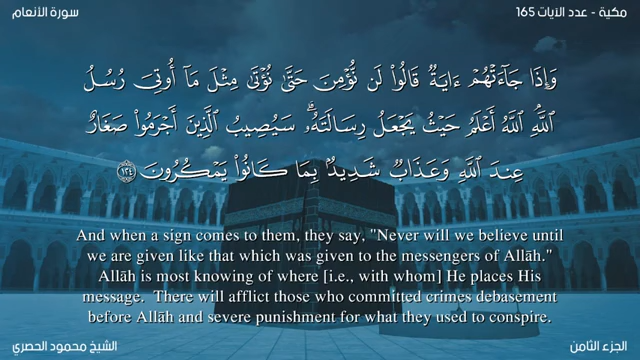 مكية - عدد الآيات 165
سورة الأنعام
وَإِذَا جَآءَتْهُمْ ءَايَةٌ قَالُوا۟ لَن نُّؤْمِنَ حَتَّىٰ نُؤْتَىٰ مِثْلَ مَآ أُوتِىَ رُسُلُ
ٱللَّهِ ۘ ٱللَّهُ أَعْلَمُ حَيْثُ يَجْعَلُ رِسَالَتَهُۥ ۗ سَيُصِيبُ ٱلَّذِينَ أَجْرَمُوا۟ صَغَارٌ
عِندَ ٱللَّهِ وَعَذَابٌ شَدِيدٌۢ بِمَا كَانُوا۟ يَمْكُرُونَ ١٢٤
And when a sign comes to them, they say, "Never will we believe until
we are given like that which was given to the messengers of Allāh."
Allāh is most knowing of where [i.e., with whom] He places His
message.  There will afflict those who committed crimes debasement
before Allāh and severe punishment for what they used to conspire.
الجزء الثامن
الشيخ محمود الحصري